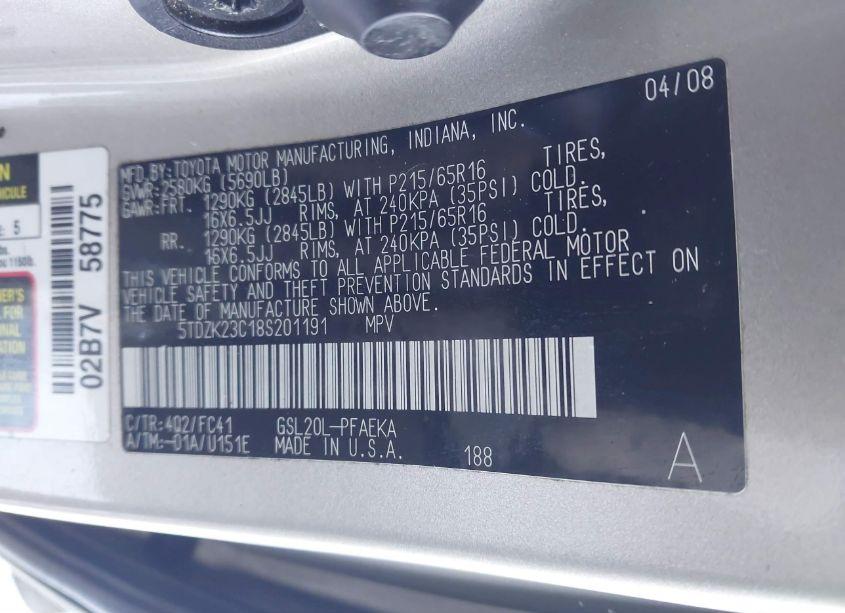 04/08
MFD.BY:TOYOTA MOTOR MANUFACTURING, INDIANA, INC.
GVWR:2580KG (5690LB)
GAWR:FRT. 1290KG (2845LB) WITH P215/65R16 TIRES,
16X6.5JJ RIMS, AT 240KPA (35PSI) COLD.
RR. 1290KG (2845LB) WITH P215/65R16 TIRES,
16X6.5JJ RIMS, AT 240KPA (35PSI) COLD.
THIS VEHICLE CONFORMS TO ALL APPLICABLE FEDERAL MOTOR
VEHICLE SAFETY AND THEFT PREVENTION STANDARDS IN EFFECT ON
THE DATE OF MANUFACTURE SHOWN ABOVE.
5TDZK23C18S201191 MPV
C/TR:4Q2/FC41 GSL20L-PFAEKA
A/TM:-01A/U151E MADE IN U.S.A.
188
A
02B7V 58775
5